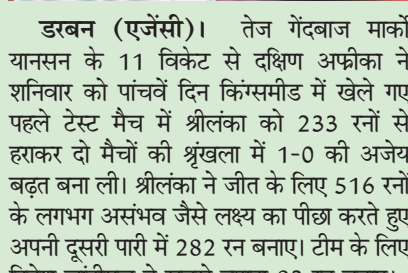 डरबन (एजेंसी)। तेज गेंदबाज मार्को
यानसन के 11 विकेट से दक्षिण अफ्रीका ने
शनिवार को पांचवें दिन किंग्समीड में खेले गए
पहले टेस्ट मैच में श्रीलंका को 233 रनों से
हराकर दो मैचों की श्रृंखला में 1-0 की अजेय
बढ़त बना ली। श्रीलंका ने जीत के लिए 516 रनों
के लगभग असंभव जैसे लक्ष्य का पीछा करते हुए
अपनी दूसरी पारी में 282 रन बनाए। टीम के लिए